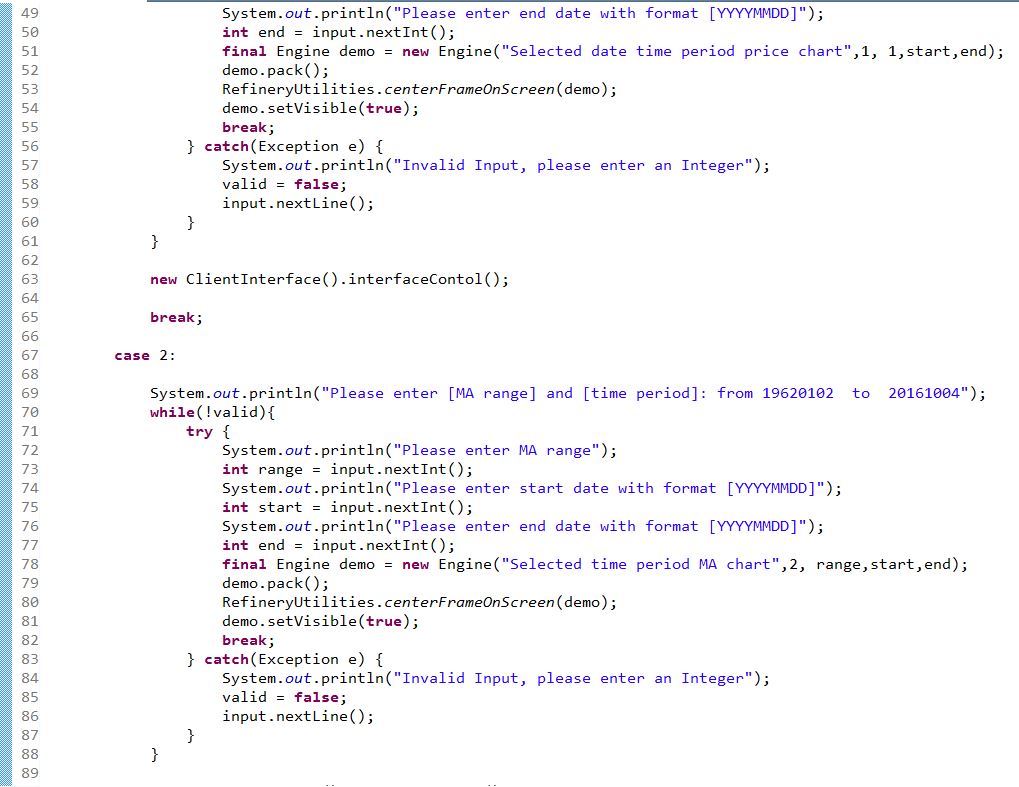 49 System.out.println("Please enter end date with format [YYYYMMDD]");
50 int end = input.nextInt();
51 final Engine demo = new Engine("Selected date time period price chart",1, 1,start,end);
52 demo.pack();
53 RefineryUtilities.centerFrameOnScreen(demo);
54 demo.setVisible(true);
55 break;
56 } catch(Exception e) {
57 System.out.println("Invalid Input, please enter an Integer");
58 valid = false;
59 input.nextLine();
60 }
61 }
62
63 new ClientInterface().interfaceContol();
64
65 break;
66
67 case 2:
68
69 System.out.println("Please enter [MA range] and [time period]: from 19620102  to  20161004");
70 while(!valid){
71 try {
72 System.out.println("Please enter MA range");
73 int range = input.nextInt();
74 System.out.println("Please enter start date with format [YYYYMMDD]");
75 int start = input.nextInt();
76 System.out.println("Please enter end date with format [YYYYMMDD]");
77 int end = input.nextInt();
78 final Engine demo = new Engine("Selected time period MA chart",2, range,start,end);
79 demo.pack();
80 RefineryUtilities.centerFrameOnScreen(demo);
81 demo.setVisible(true);
82 break;
83 } catch(Exception e) {
84 System.out.println("Invalid Input, please enter an Integer");
85 valid = false;
86 input.nextLine();
87 }
88 }
89